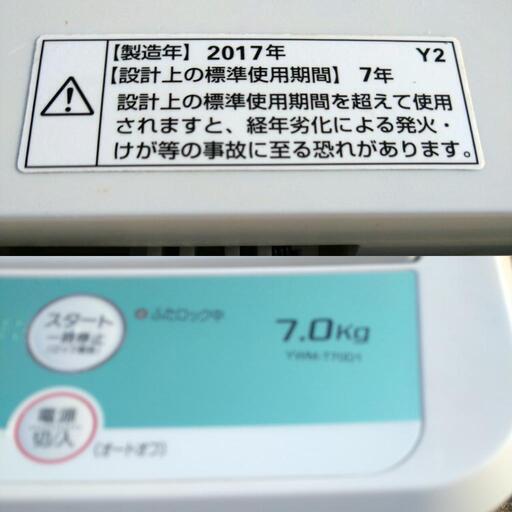 【製造年】 2017年 Y2
【設計上の標準使用期間】 7年
設計上の標準使用期間を超えて使用
されますと、経年劣化による発火・
けが等の事故に至る恐れがあります。
スタート
一時停止
ふたロック中
7.0Kg
YWM-T70D1
電源
切/入
(オートオフ)